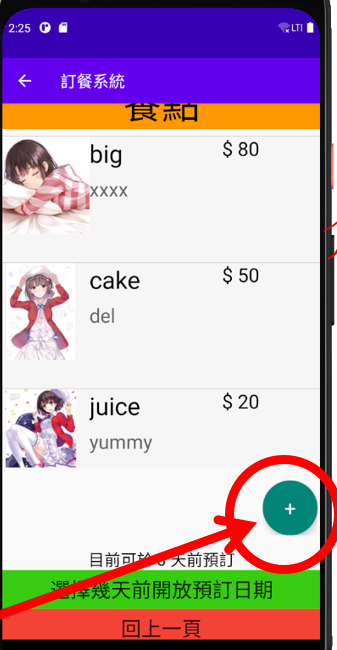 2:25 LTI
訂餐系統
餐點
big $ 80
xxxx
cake $ 50
del
juice $ 20
yummy
+
目前可於 天前預訂
選擇幾天前開放預訂日期
回上一頁